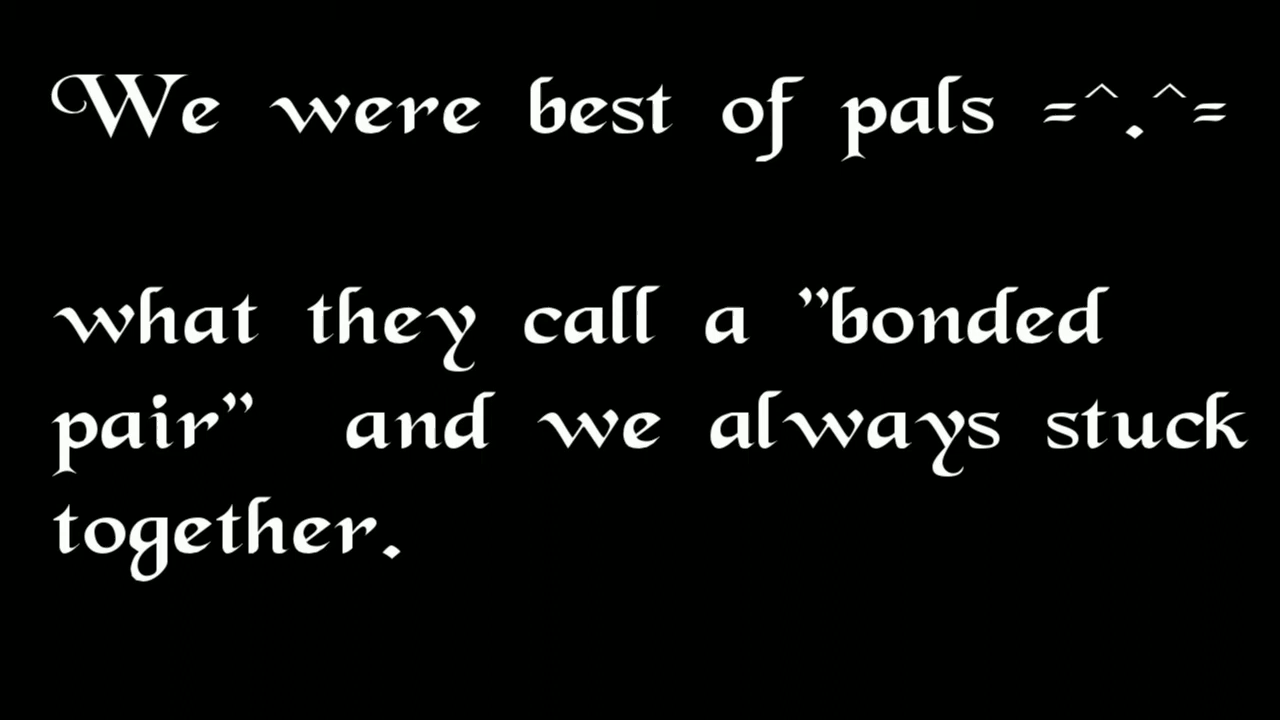 We were best of pals =^.^=
what they call a "bonded
pair" and we always stuck
together.